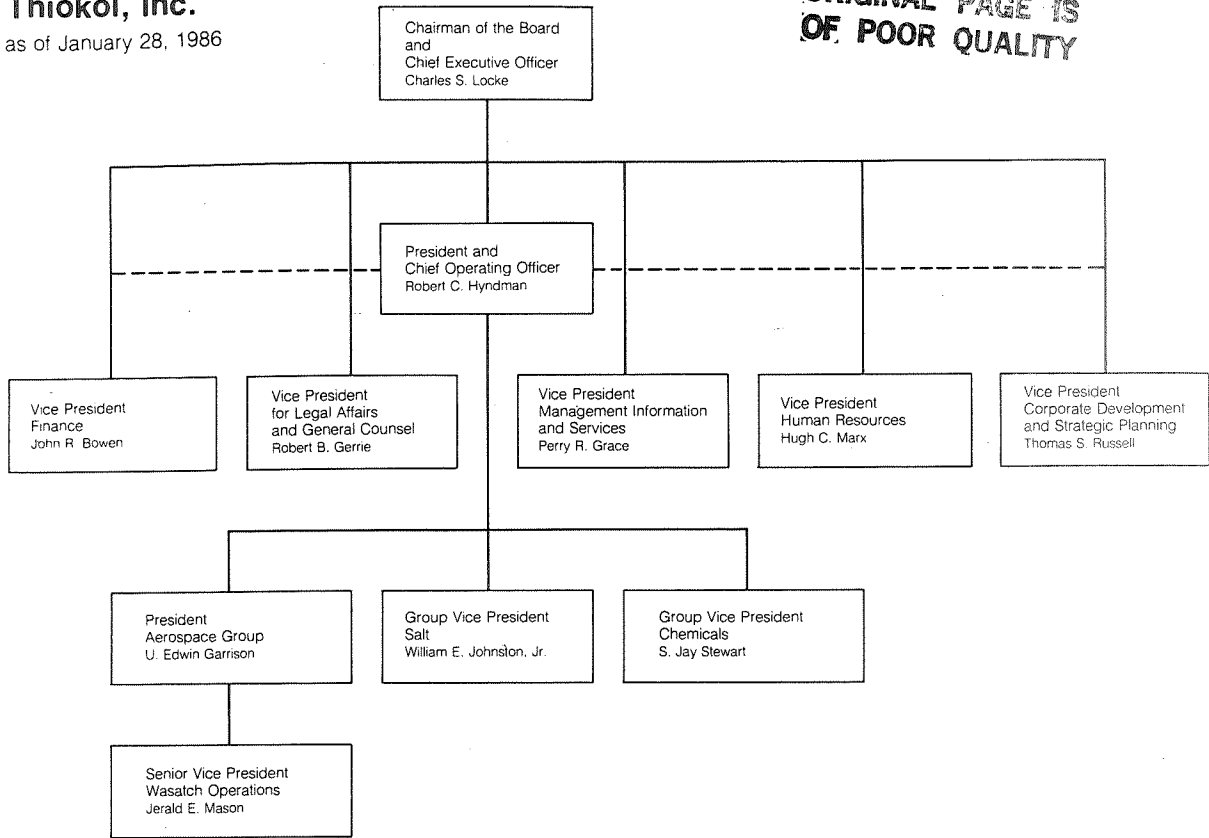 Thiokol, Inc.
as of January 28, 1986
ORIGINAL PAGE IS
OF POOR QUALITY
Chairman of the Board
and
Chief Executive Officer
Charles S. Locke
President and
Chief Operating Officer
Robert C. Hyndman
Vice President
Finance
John R. Bowen
Vice President
for Legal Affairs
and General Counsel
Robert B. Gerrie
Vice President
Management Information
and Services
Perry R. Grace
Vice President
Human Resources
Hugh C. Marx
Vice President
Corporate Development
and Strategic Planning
Thomas S. Russell
President
Aerospace Group
U. Edwin Garrison
Group Vice President
Salt
William E. Johnston, Jr.
Group Vice President
Chemicals
S. Jay Stewart
Senior Vice President
Wasatch Operations
Jerald E. Mason